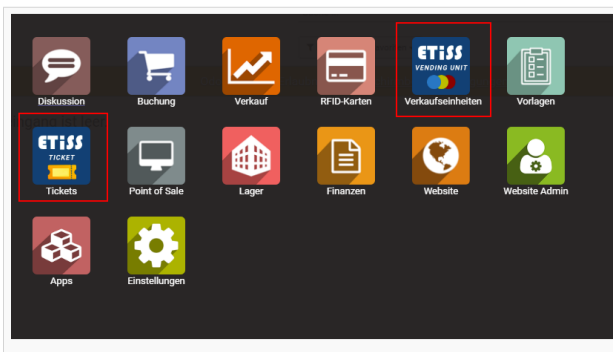 ETiSS
VENDING UNIT
Diskussion
Buchung
Verkauf
RFID-Karten
Verkaufseinheiten
Vorlagen
ETiSS
TICKET
Tickets
Point of Sale
Lager
Finanzen
Website
Website Admin
Apps
Einstellungen